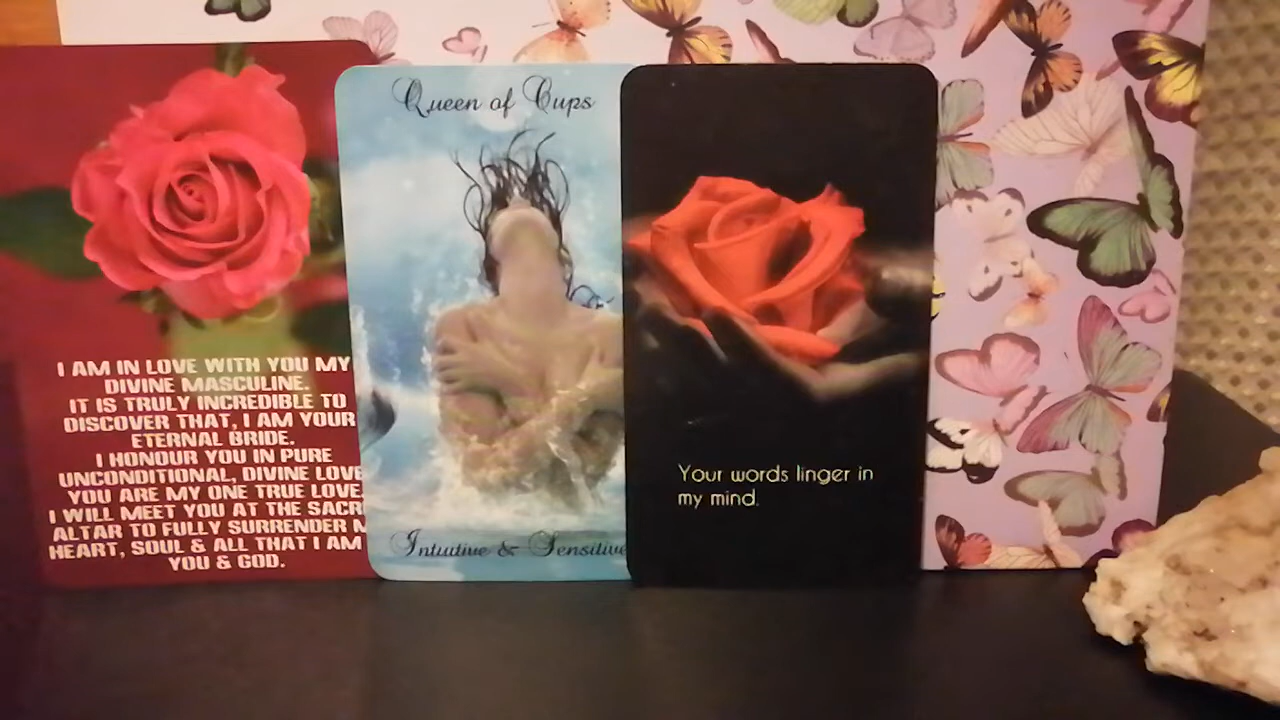 I AM IN LOVE WITH YOU MY
DIVINE MASCULINE.
IT IS TRULY INCREDIBLE TO
DISCOVER THAT, I AM YOUR
ETERNAL BRIDE.
I HONOUR YOU IN PURE
UNCONDITIONAL, DIVINE LOVE
YOU ARE MY ONE TRUE LOVE.
I WILL MEET YOU AT THE
ALTAR TO FULLY SURRENDER
HEART, SOUL & ALL THAT I AM
YOU & GOD.
Queen of Cups
Intuitive & Sensitive
Your words linger in
my mind.